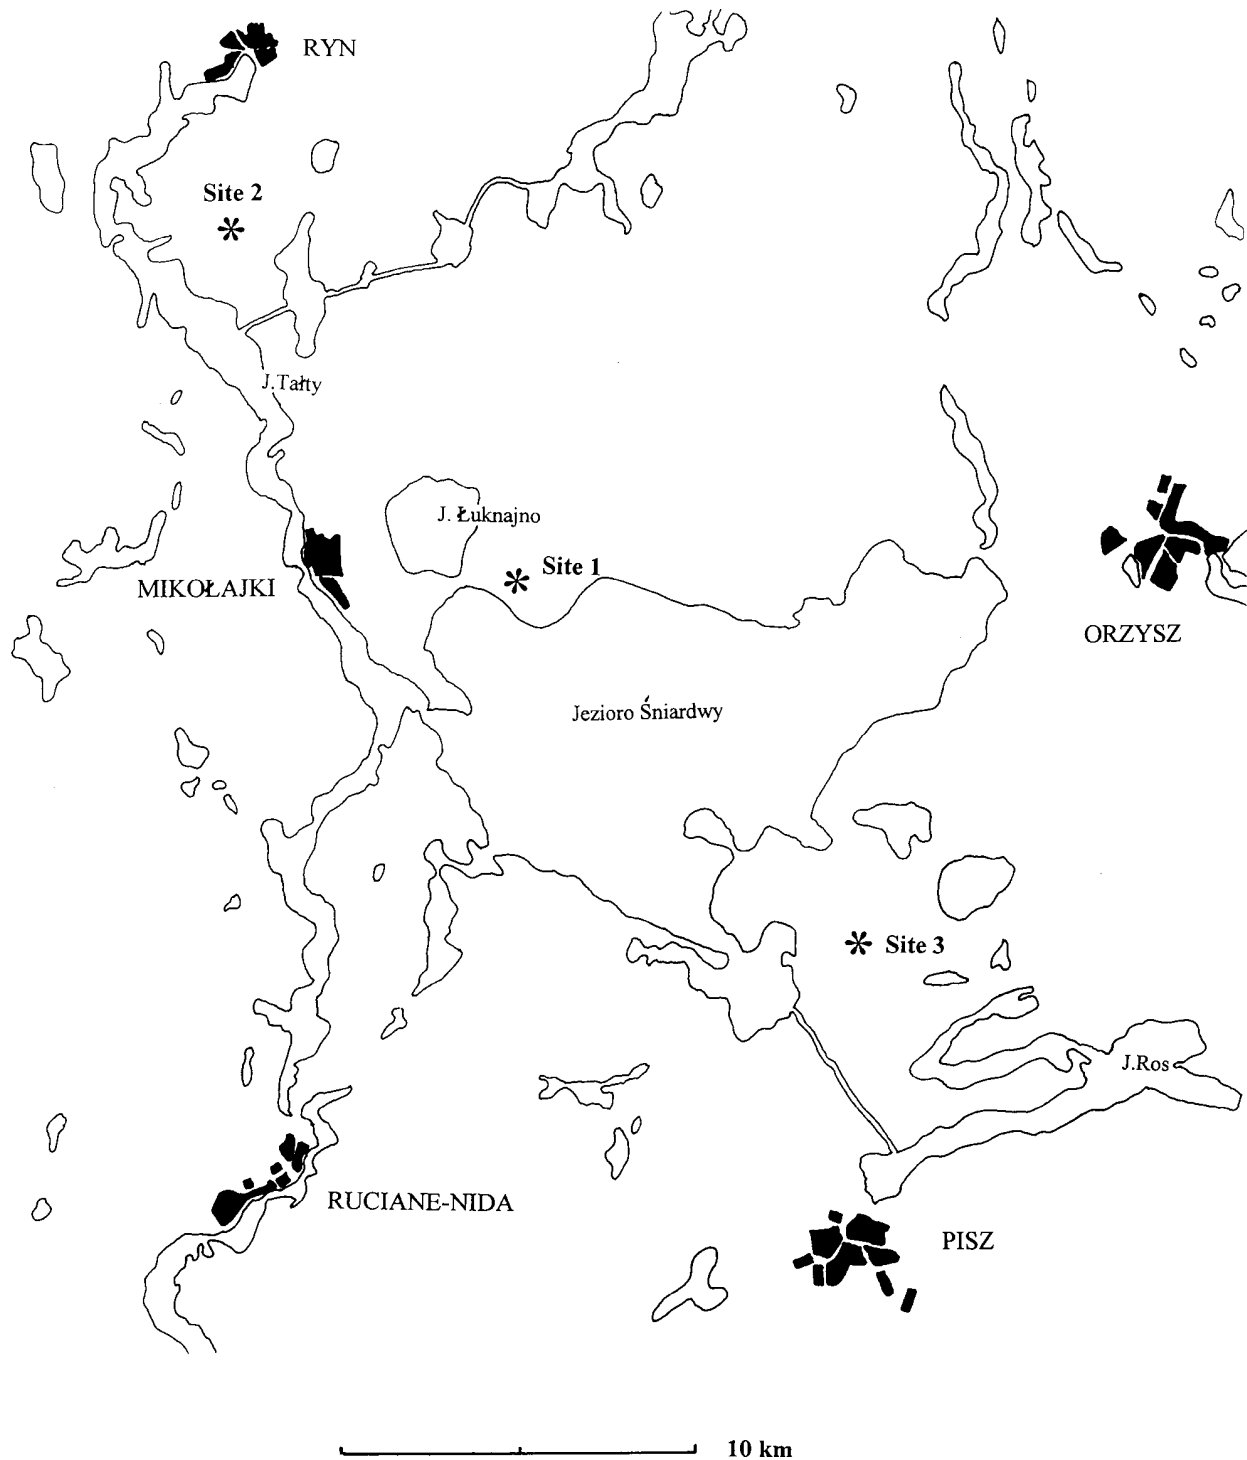 RYN
Site 2
J.Tałty
J. Łuknajno
Site 1
MIKOŁAJKI
ORZYSZ
Jezioro Śniardwy
Site 3
J.Ros
RUCIANE-NIDA
PISZ
10 km